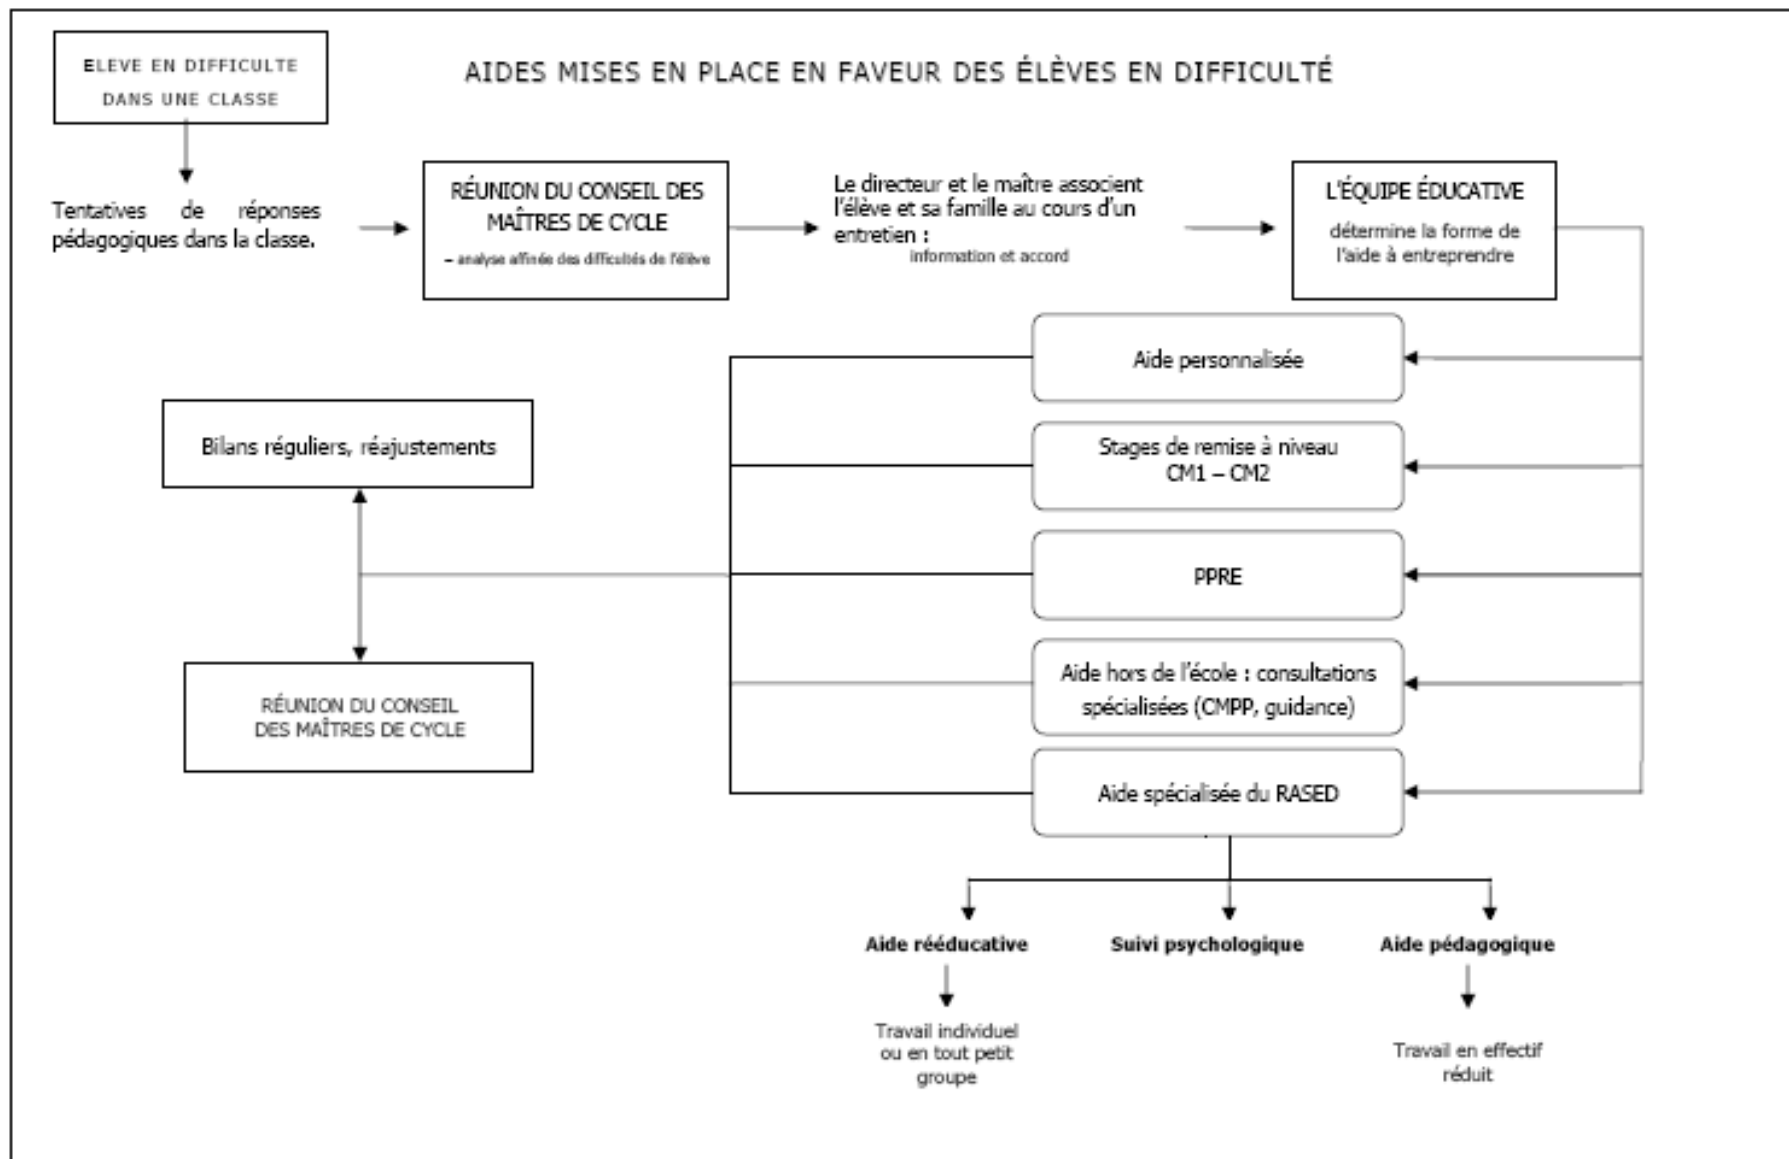 ELEVE EN DIFFICULTE
DANS UNE CLASSE
AIDES MISES EN PLACE EN FAVEUR DES ÉLÈVES EN DIFFICULTÉ
Tentatives de réponses
pédagogiques dans la classe.
RÉUNION DU CONSEIL DES
MAÎTRES DE CYCLE
– analyse affinée des difficultés de l'élève
Le directeur et le maître associent
l'élève et sa famille au cours d'un
entretien :
information et accord
L'ÉQUIPE ÉDUCATIVE
détermine la forme de
l'aide à entreprendre
Aide personnalisée
Stages de remise à niveau
CM1 – CM2
PPRE
Aide hors de l'école : consultations
spécialisées (CMPP, guidance)
Aide spécialisée du RASED
Bilans réguliers, réajustements
RÉUNION DU CONSEIL
DES MAÎTRES DE CYCLE
Aide rééducative
Suivi psychologique
Aide pédagogique
Travail individuel
ou en tout petit
groupe
Travail en effectif
réduit